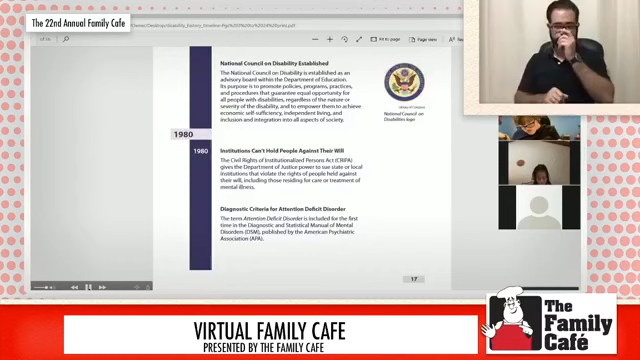 The 22nd Annual Family Cafe
Fit to page
Page view
National Council on Disability Established
The National Council on Disability is established as an
advisory board within the Department of Education.
Its purpose is to promote policies, programs, practices,
and procedures that guarantee equal opportunity for
all people with disabilities, regardless of the nature or
severity of the disability, and to empower them to achieve
economic self-sufficiency, independent living, and
inclusion and integration into all aspects of society.
National Council on
Disabilities logo
1980
1980
Institutions Can't Hold People Against Their Will
The Civil Rights of Institutionalized Persons Act (CRIPA)
gives the Department of Justice power to sue state or local
institutions that violate the rights of people held against
their will, including those residing for care or treatment of
mental illness.
Diagnostic Criteria for Attention Deficit Disorder
The term Attention Deficit Disorder is included for the first
time in the Diagnostic and Statistical Manual of Mental
Disorders (DSM), published by the American Psychiatric
Association (APA).
17
VIRTUAL FAMILY CAFE
PRESENTED BY THE FAMILY CAFE
The
Family
Café